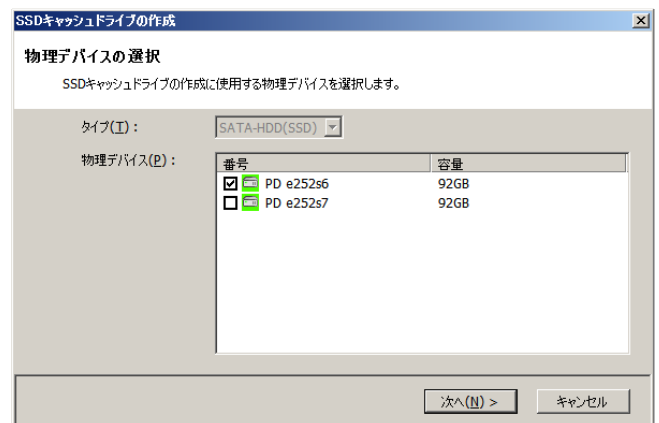 SSDキャッシュドライブの作成
物理デバイスの選択
SSDキャッシュドライブの作成に使用する物理デバイスを選択します。
タイプ(T)： SATA-HDD(SSD)
物理デバイス(P)： 番号 容量
PD e252s6 92GB
PD e252s7 92GB
次へ(N) > キャンセル